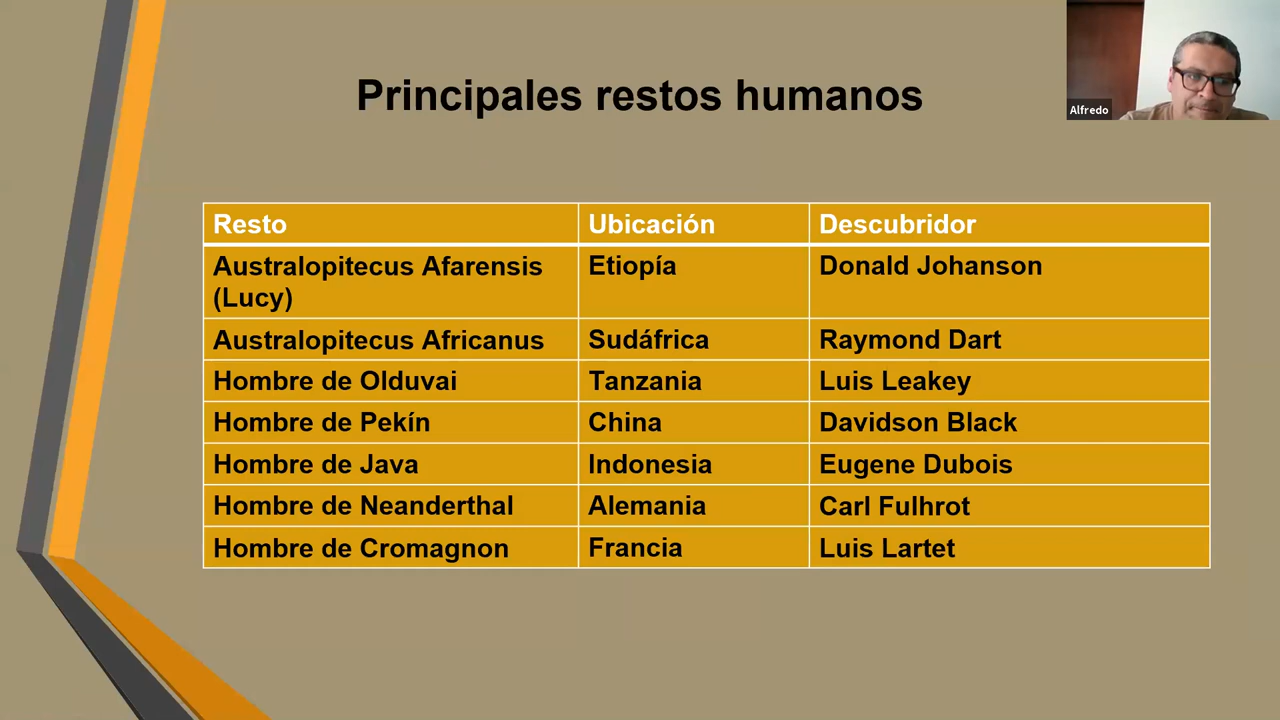 Principales restos humanos
Alfredo
Resto Ubicación Descubridor
Australopitecus Afarensis Etiopía Donald Johanson
(Lucy)
Australopitecus Africanus Sudáfrica Raymond Dart
Hombre de Olduvai Tanzania Luis Leakey
Hombre de Pekín China Davidson Black
Hombre de Java Indonesia Eugene Dubois
Hombre de Neanderthal Alemania Carl Fulhrot
Hombre de Cromagnon Francia Luis Lartet